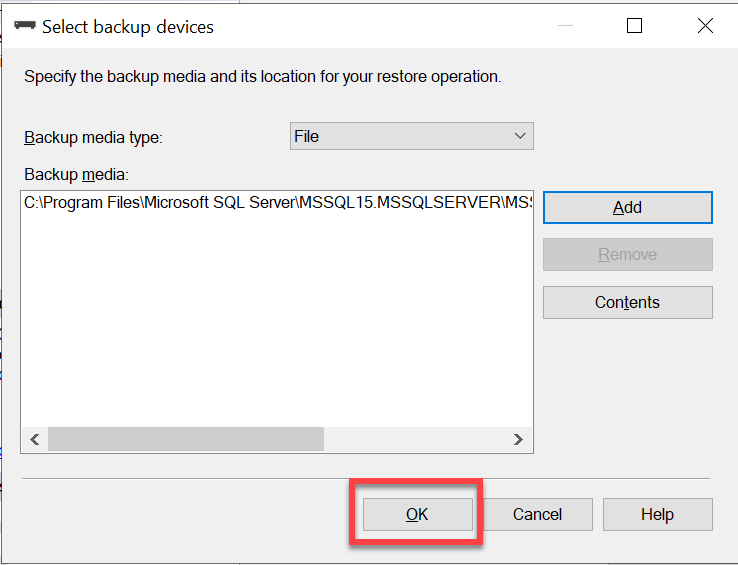 Select backup devices
Specify the backup media and its location for your restore operation.
Backup media type:
File
Backup media:
C:\Program Files\Microsoft SQL Server\MSSQL15.MSSQLSERVER\MSS
Add
Remove
Contents
OK
Cancel
Help